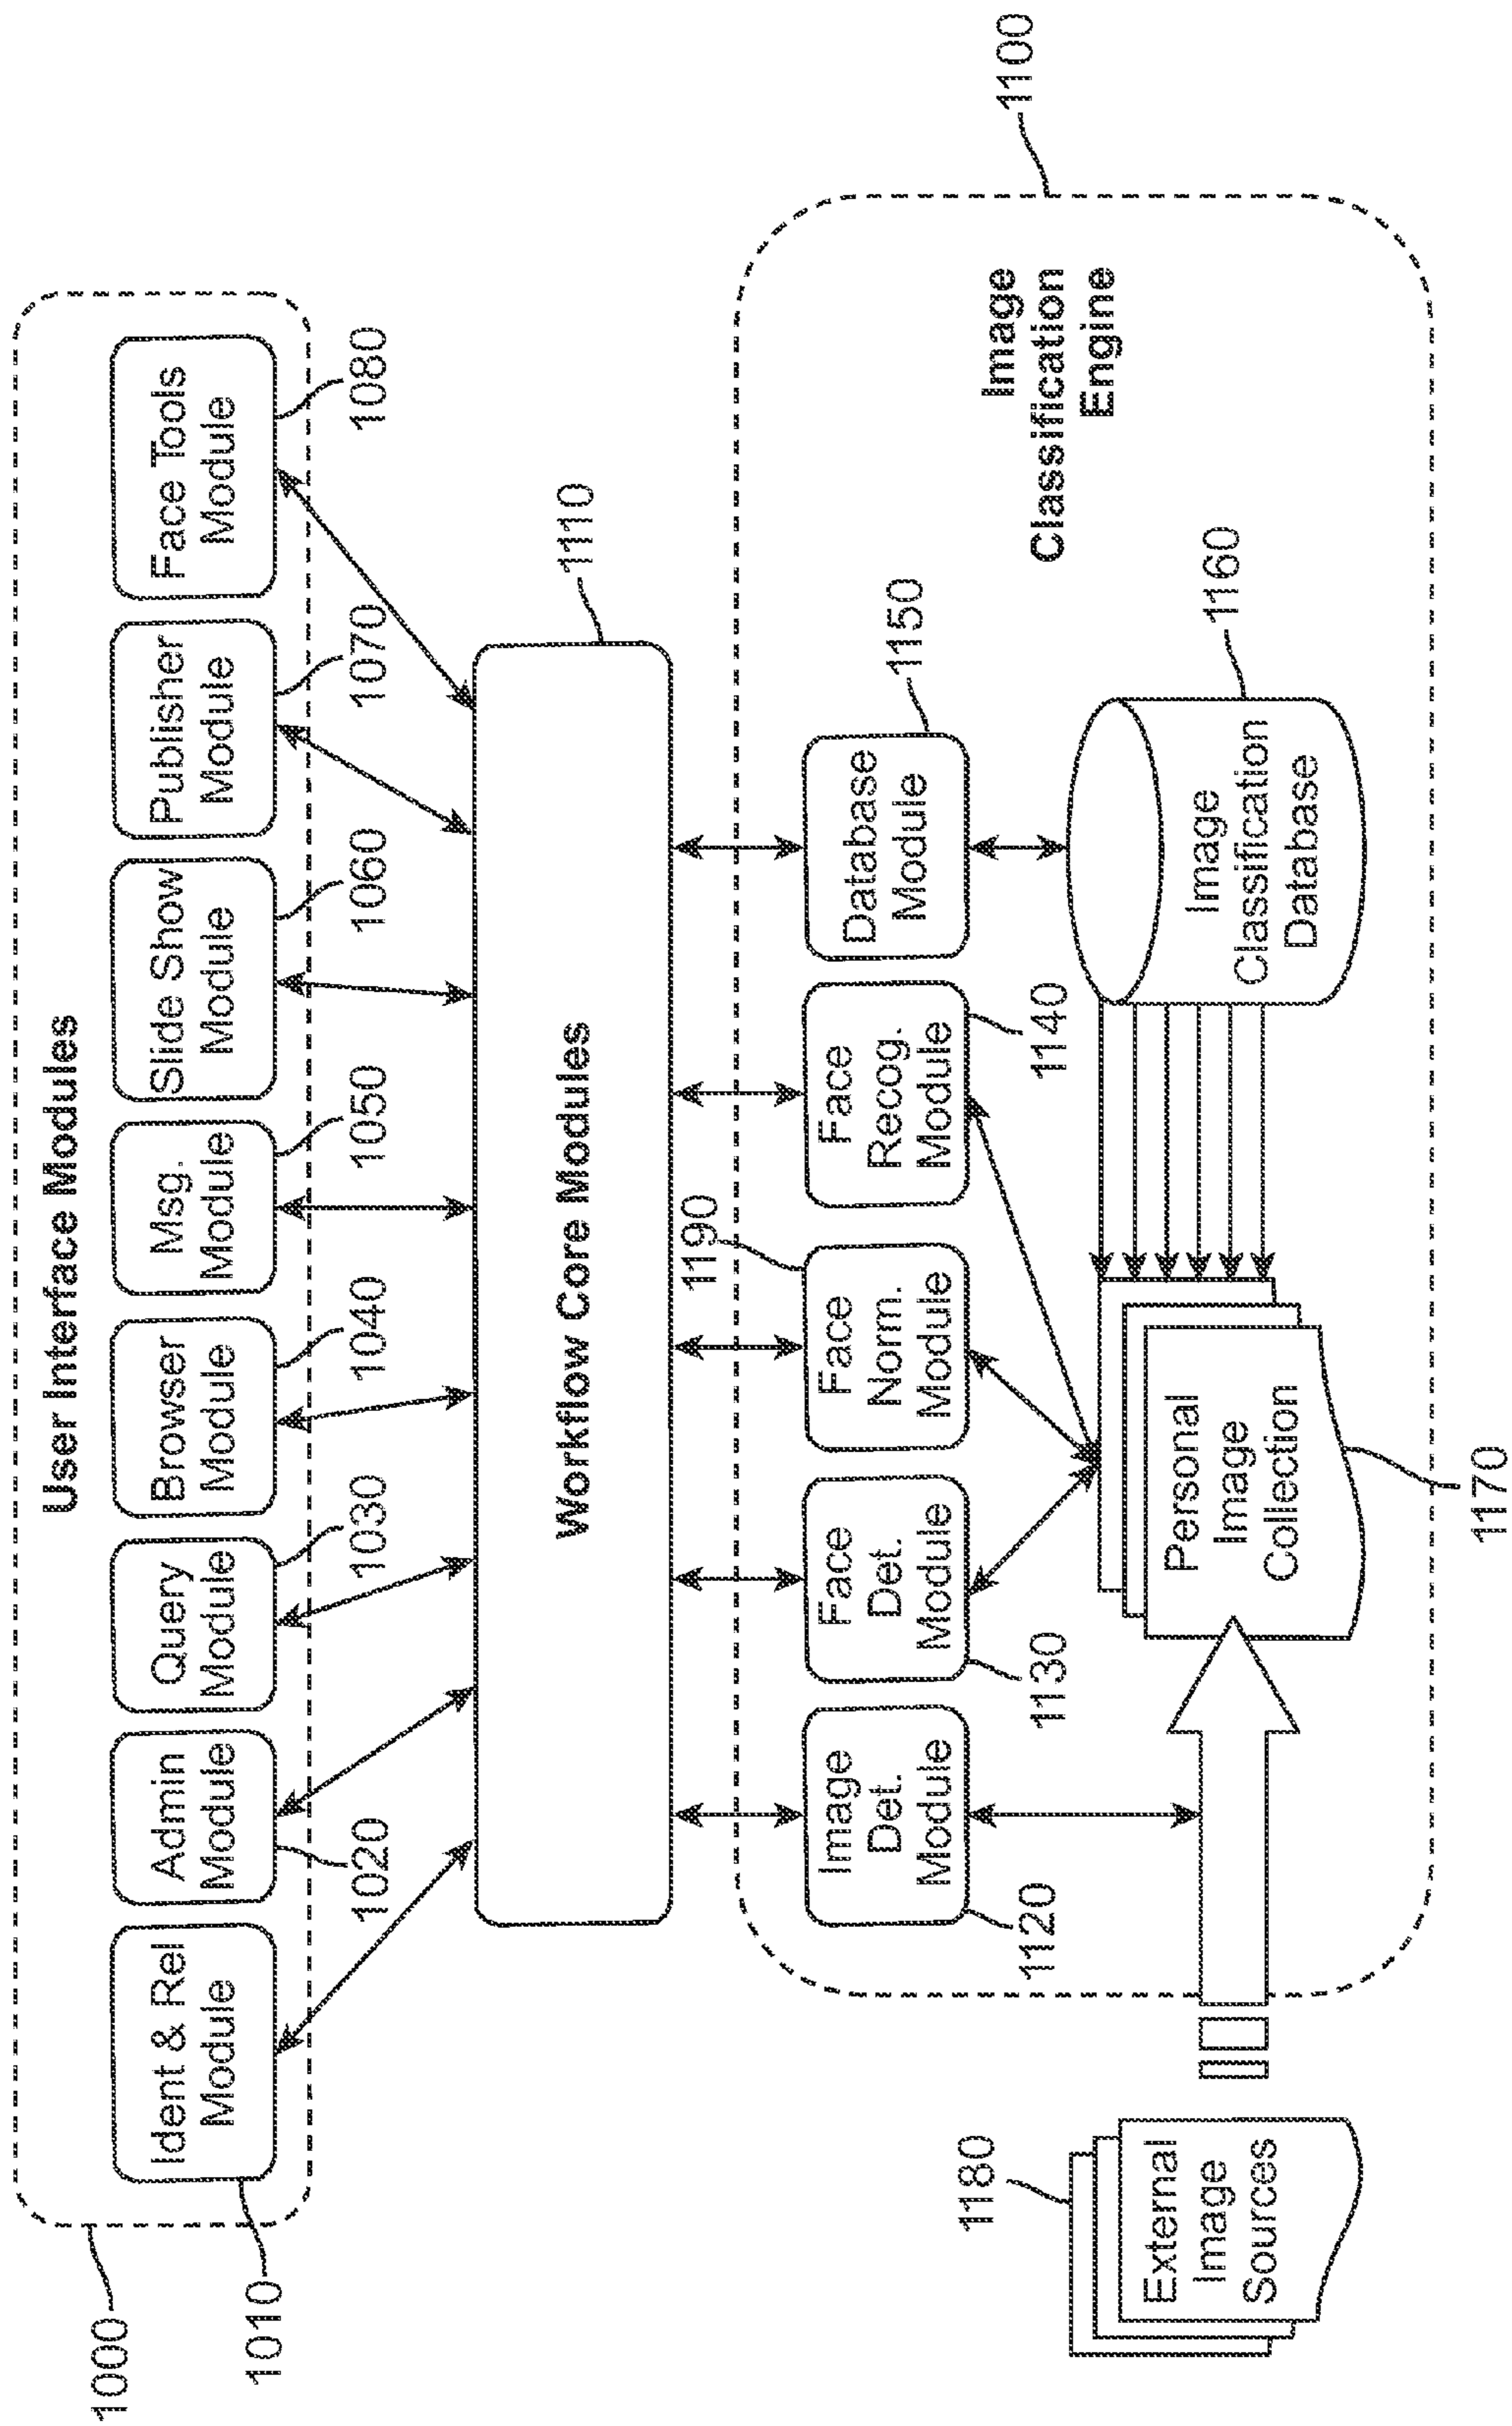 User Interface Modules
1000
Ident & Rel
Module
1010
Admin
Module
1020
Query
Module
1030
Browser
Module
1040
Msg.
Module
1050
Slide Show
Module
1060
Publisher
Module
1070
Face Tools
Module
1080
Workflow Core Modules
1110
Image
Det.
Module
1120
Face
Det.
Module
1130
Face
Norm.
Module
1190
Face
Recog.
Module
1140
Database
Module
1150
Image
Classification
Engine
1100
External
Image
Sources
1180
Personal
Image
Collection
1170
Image
Classification
Database
1160